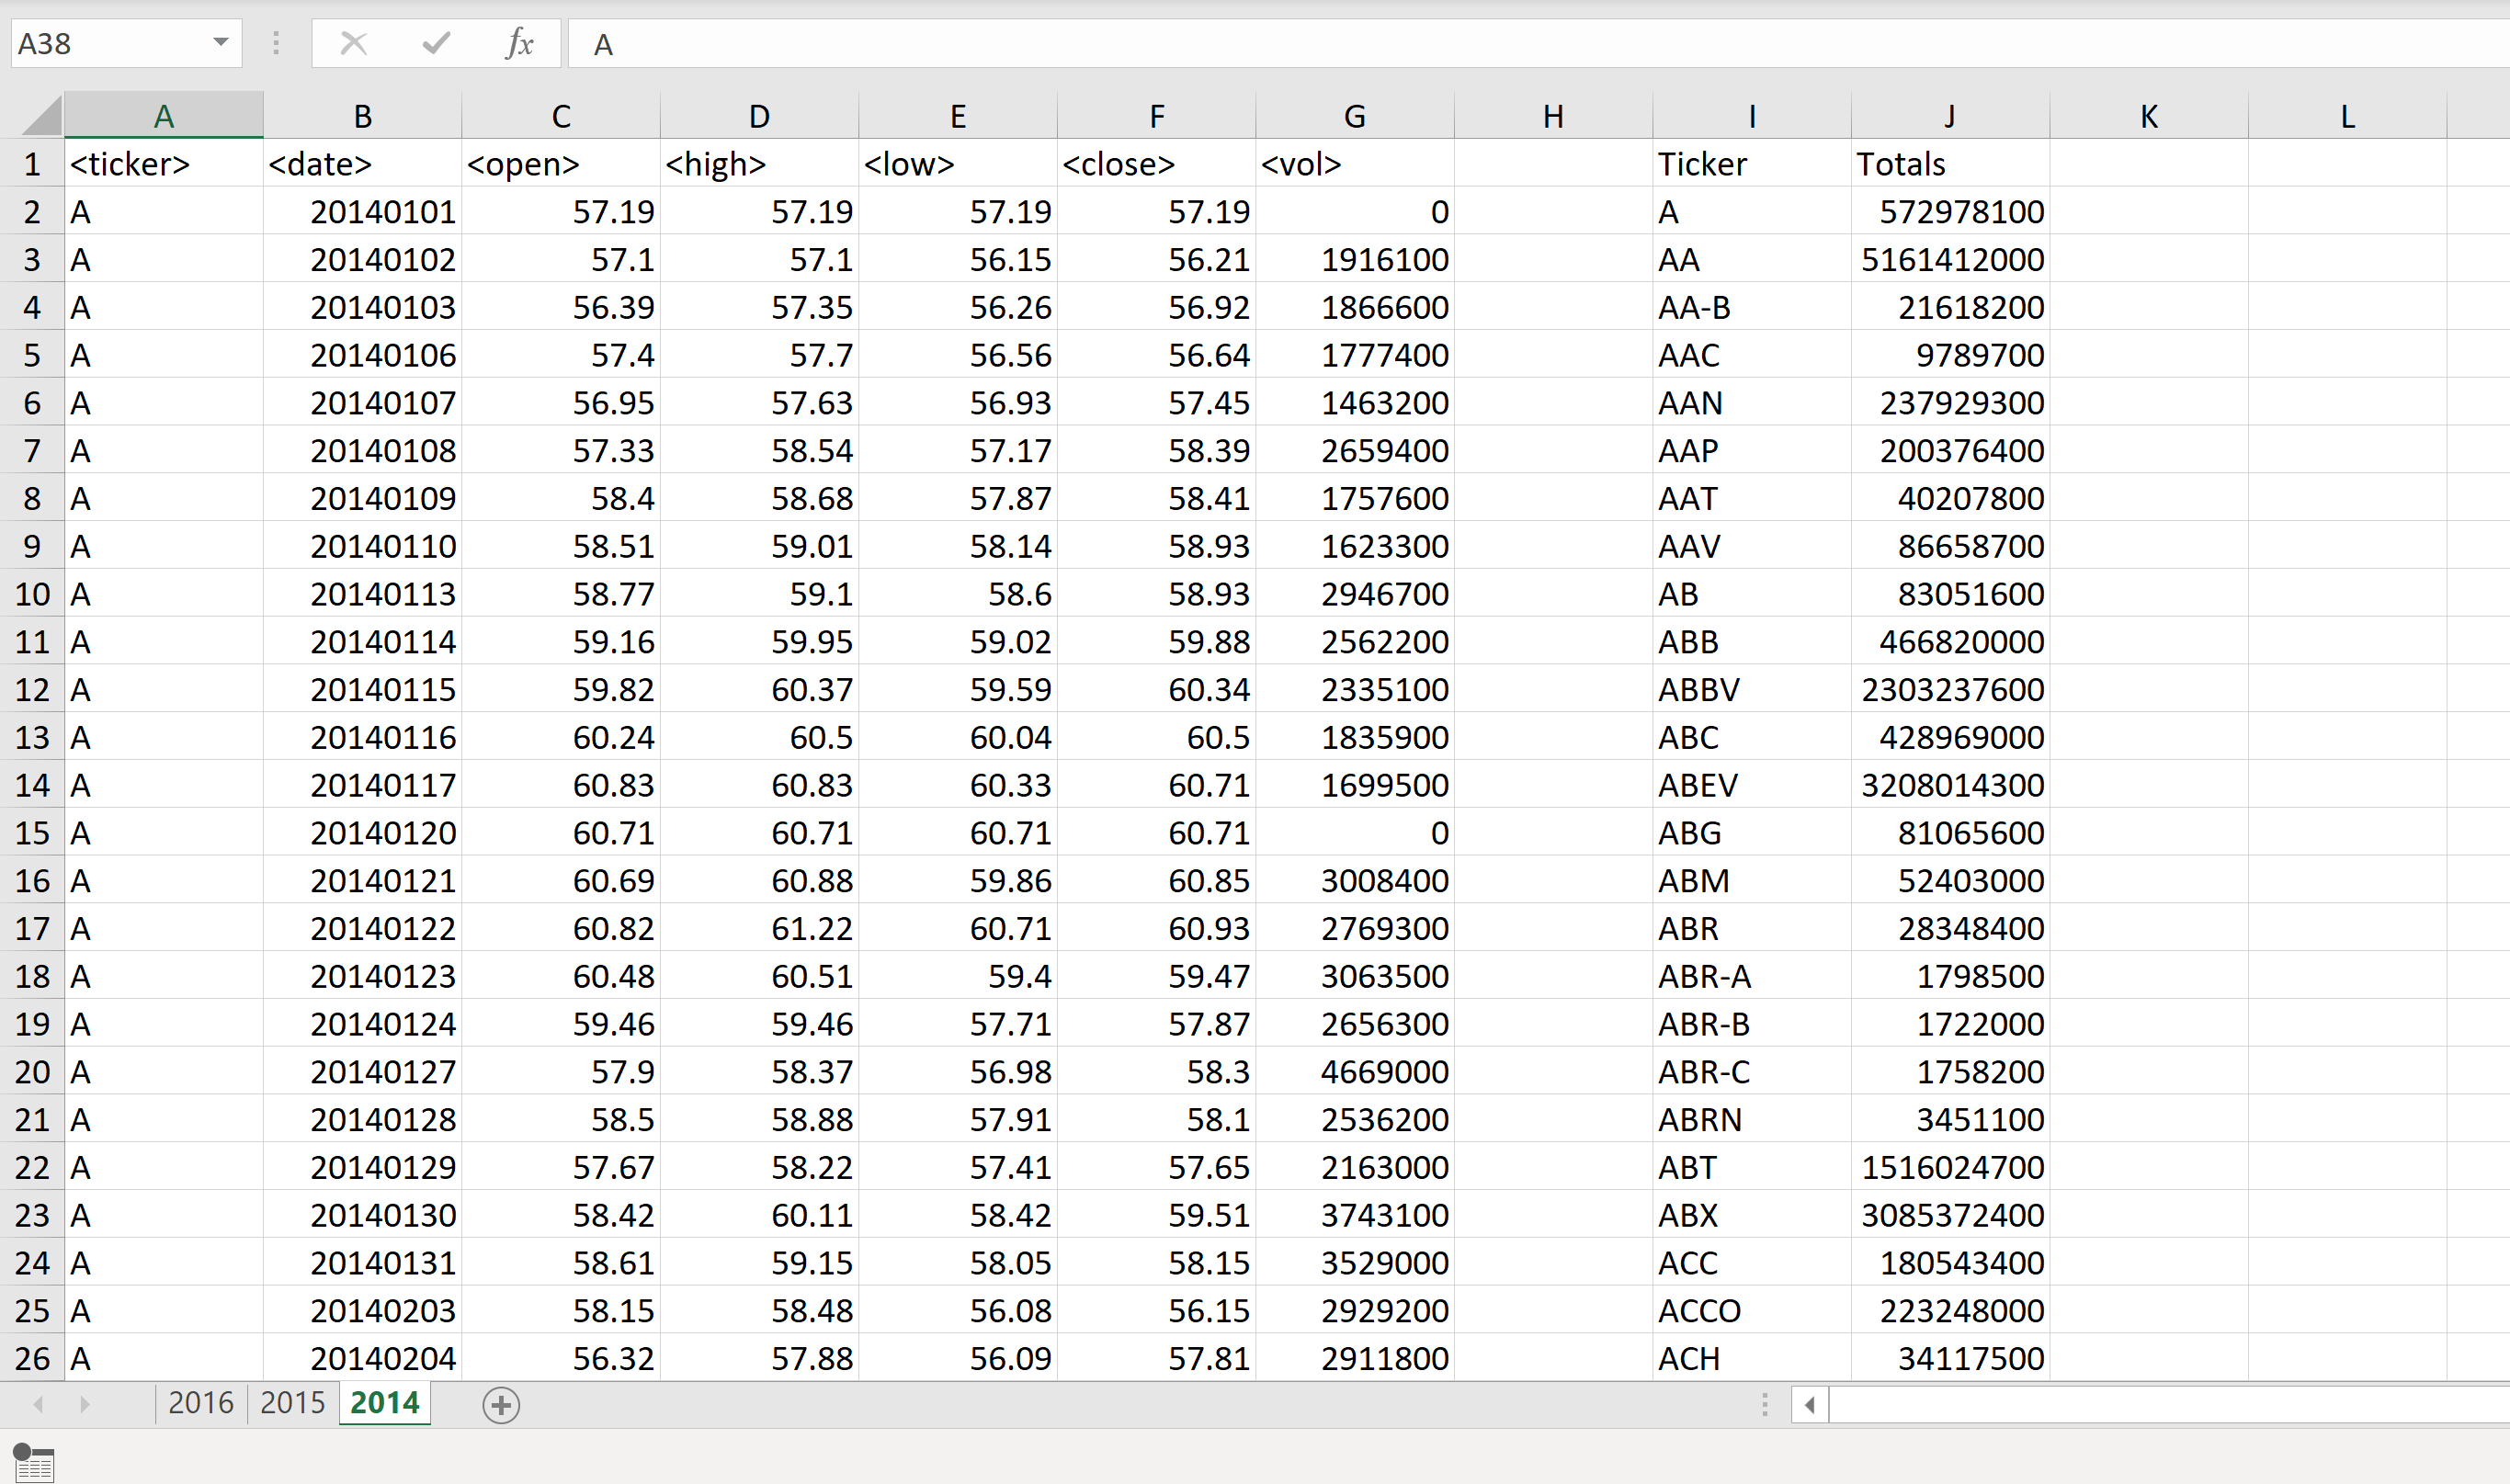 A38 fx A
A B C D E F G H I J K L
1 <ticker> <date> <open> <high> <low> <close> <vol> Ticker Totals
2 A 20140101 57.19 57.19 57.19 57.19 0 A 572978100
3 A 20140102 57.1 57.1 56.15 56.21 1916100 AA 5161412000
4 A 20140103 56.39 57.35 56.26 56.92 1866600 AA-B 21618200
5 A 20140106 57.4 57.7 56.56 56.64 1777400 AAC 9789700
6 A 20140107 56.95 57.63 56.93 57.45 1463200 AAN 237929300
7 A 20140108 57.33 58.54 57.17 58.39 2659400 AAP 200376400
8 A 20140109 58.4 58.68 57.87 58.41 1757600 AAT 40207800
9 A 20140110 58.51 59.01 58.14 58.93 1623300 AAV 86658700
10 A 20140113 58.77 59.1 58.6 58.93 2946700 AB 83051600
11 A 20140114 59.16 59.95 59.02 59.88 2562200 ABB 466820000
12 A 20140115 59.82 60.37 59.59 60.34 2335100 ABBV 2303237600
13 A 20140116 60.24 60.5 60.04 60.5 1835900 ABC 428969000
14 A 20140117 60.83 60.83 60.33 60.71 1699500 ABEV 3208014300
15 A 20140120 60.71 60.71 60.71 60.71 0 ABG 81065600
16 A 20140121 60.69 60.88 59.86 60.85 3008400 ABM 52403000
17 A 20140122 60.82 61.22 60.71 60.93 2769300 ABR 28348400
18 A 20140123 60.48 60.51 59.4 59.47 3063500 ABR-A 1798500
19 A 20140124 59.46 59.46 57.71 57.87 2656300 ABR-B 1722000
20 A 20140127 57.9 58.37 56.98 58.3 4669000 ABR-C 1758200
21 A 20140128 58.5 58.88 57.91 58.1 2536200 ABRN 3451100
22 A 20140129 57.67 58.22 57.41 57.65 2163000 ABT 1516024700
23 A 20140130 58.42 60.11 58.42 59.51 3743100 ABX 3085372400
24 A 20140131 58.61 59.15 58.05 58.15 3529000 ACC 180543400
25 A 20140203 58.15 58.48 56.08 56.15 2929200 ACCO 223248000
26 A 20140204 56.32 57.88 56.09 57.81 2911800 ACH 34117500
2016 2015 2014